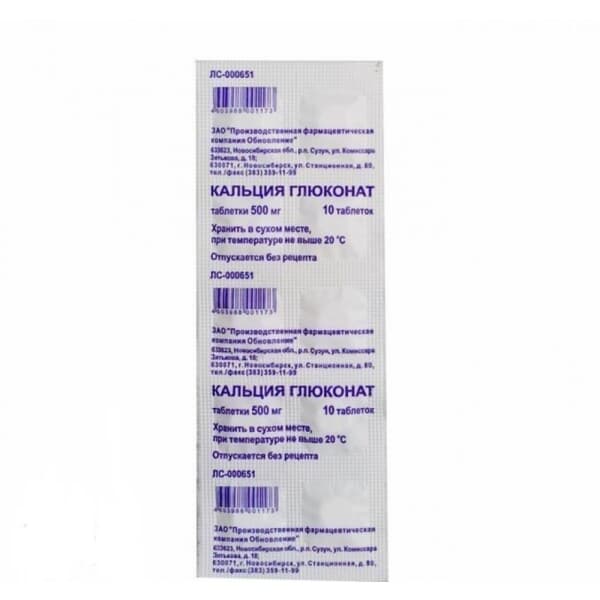 ЛС-000651
4603988001173
ЗАО "Производственная фармацевтическая
компания Обновление"
633623, Новосибирская обл., р.п. Сузун, ул. Комиссара
Зятькова, д. 18;
630071, г. Новосибирск, ул. Станционная, д. 80,
тел./факс (383) 359-11-99
КАЛЬЦИЯ ГЛЮКОНАТ
таблетки 500 мг 10 таблеток
Хранить в сухом месте,
при температуре не выше 20 °С
Отпускается без рецепта
ЛС-000651
4603988001173
ЗАО "Производственная фармацевтическая
компания Обновление"
633623, Новосибирская обл., р.п. Сузун, ул. Комиссара
Зятькова, д. 18;
630071, г. Новосибирск, ул. Станционная, д. 80,
тел./факс (383) 359-11-99
КАЛЬЦИЯ ГЛЮКОНАТ
таблетки 500 мг 10 таблеток
Хранить в сухом месте,
при температуре не выше 20 °С
Отпускается без рецепта
ЛС-000651
4603988001173
ЗАО "Производственная фармацевтическая
компания Обновление"
633623, Новосибирская обл., р.п. Сузун, ул. Комиссара
Зятькова, д. 18;
630071, г. Новосибирск, ул. Станционная, д. 80,
тел./факс (383) 359-11-99